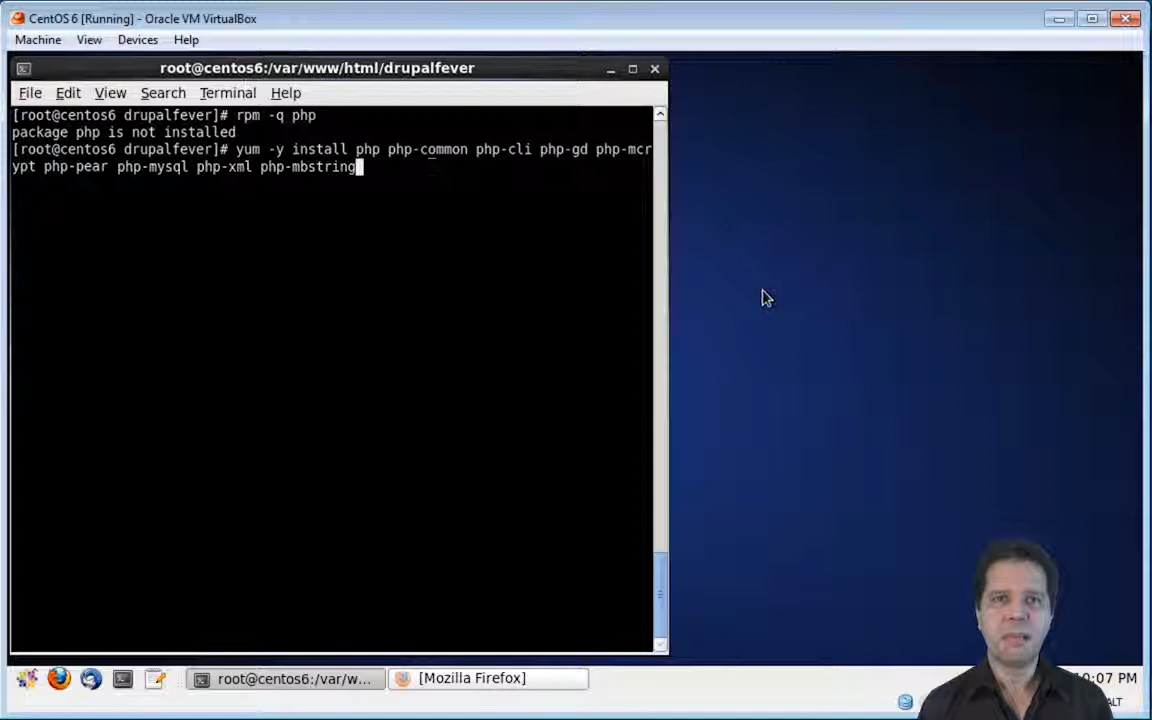 CentOS 6 [Running] - Oracle VM VirtualBox
Machine View Devices Help
root@centos6:/var/www/html/drupalfever
File Edit View Search Terminal Help
[root@centos6 drupalfever]# rpm -q php
package php is not installed
[root@centos6 drupalfever]# yum -y install php php-common php-cli php-gd php-mcr
ypt php-pear php-mysql php-xml php-mbstring
root@centos6:/var/w...
[Mozilla Firefox]
:07 PM
ALT